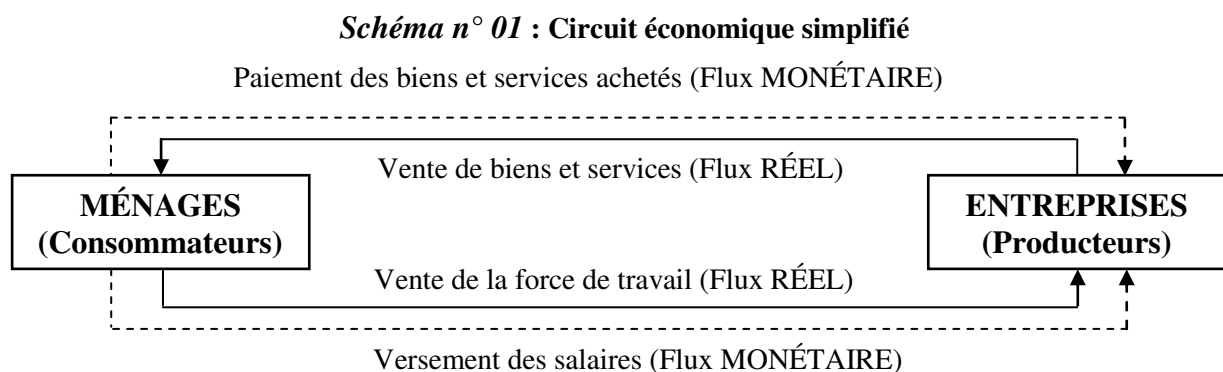 Schéma n° 01 : Circuit économique simplifié
Paiement des biens et services achetés (Flux MONÉTAIRE)
Vente de biens et services (Flux RÉEL)
MÉNAGES
(Consommateurs)
ENTREPRISES
(Producteurs)
Vente de la force de travail (Flux RÉEL)
Versement des salaires (Flux MONÉTAIRE)